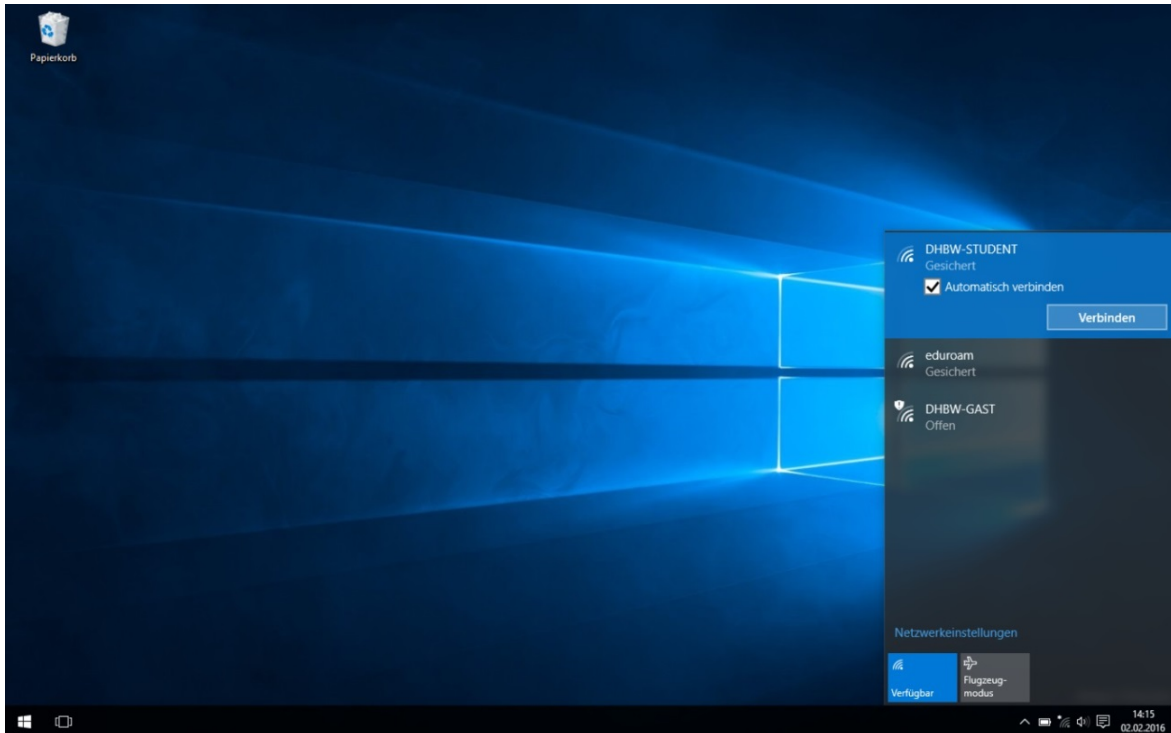 Papierkorb
DHBW-STUDENT
Gesichert
Automatisch verbinden
Verbinden
eduroam
Gesichert
DHBW-GAST
Offen
Netzwerkeinstellungen
Verfügbar
Flugzeug-
modus
14:15
02.02.2016